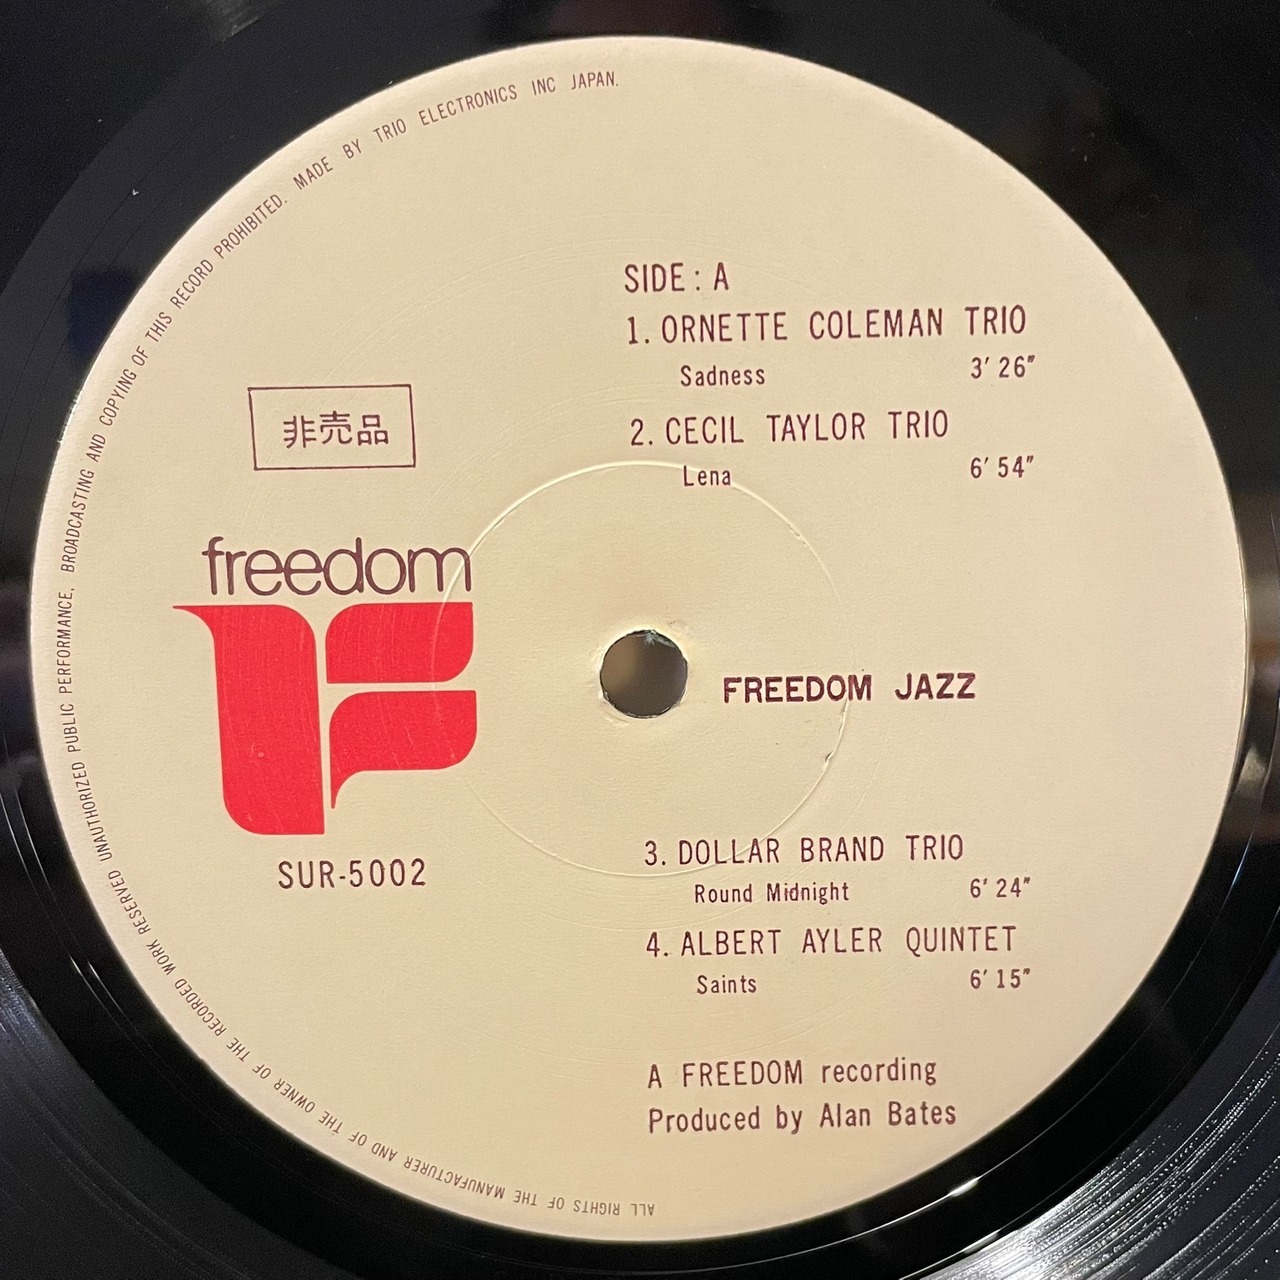 ALL RIGHTS OF THE MANUFACTURER AND OF THE OWNER OF THE RECORDED WORK RESERVED UNAUTHORIZED PUBLIC PERFORMANCE, BROADCASTING AND COPYING OF THIS RECORD PROHIBITED. MADE BY TRIO ELECTRONICS INC JAPAN.
非売品
freedom
SUR-5002
SIDE : A
1. ORNETTE COLEMAN TRIO
Sadness 3' 26"
2. CECIL TAYLOR TRIO
Lena 6' 54"
FREEDOM JAZZ
3. DOLLAR BRAND TRIO
Round Midnight 6' 24"
4. ALBERT AYLER QUINTET
Saints 6' 15"
A FREEDOM recording
Produced by Alan Bates